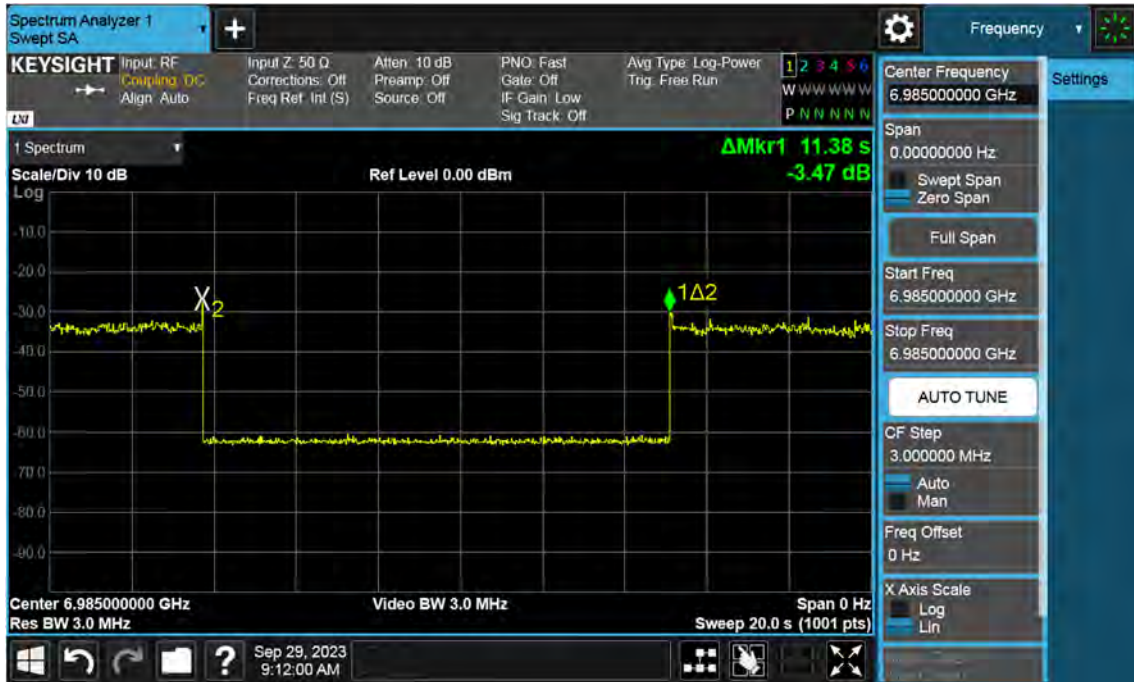 Spectrum Analyzer 1
Swept SA
+
Frequency
KEYSIGHT
Input: RF
Coupling: DC
Align: Auto
Input Z: 50 Ω
Corrections: Off
Freq Ref: Int (S)
Atten: 10 dB
Preamp: Off
Source: Off
PNO: Fast
Gate: Off
IF Gain: Low
Sig Track: Off
Avg Type: Log-Power
Trig: Free Run
1 2 3 4 5 6
W W W W W W
P N N N N N
LXI
Center Frequency
6.985000000 GHz
Settings
Span
0.00000000 Hz
Swept Span
Zero Span
Full Span
Start Freq
6.985000000 GHz
Stop Freq
6.985000000 GHz
AUTO TUNE
CF Step
3.000000 MHz
Auto
Man
Freq Offset
0 Hz
X Axis Scale
Log
Lin
1 Spectrum
ΔMkr1 11.38 s
-3.47 dB
Scale/Div 10 dB
Ref Level 0.00 dBm
Log
-10.0
-20.0
-30.0
-40.0
-50.0
-60.0
-70.0
-80.0
-90.0
X2
1Δ2
Center 6.985000000 GHz
Video BW 3.0 MHz
Span 0 Hz
Res BW 3.0 MHz
Sweep 20.0 s (1001 pts)
?
Sep 29, 2023
9:12:00 AM